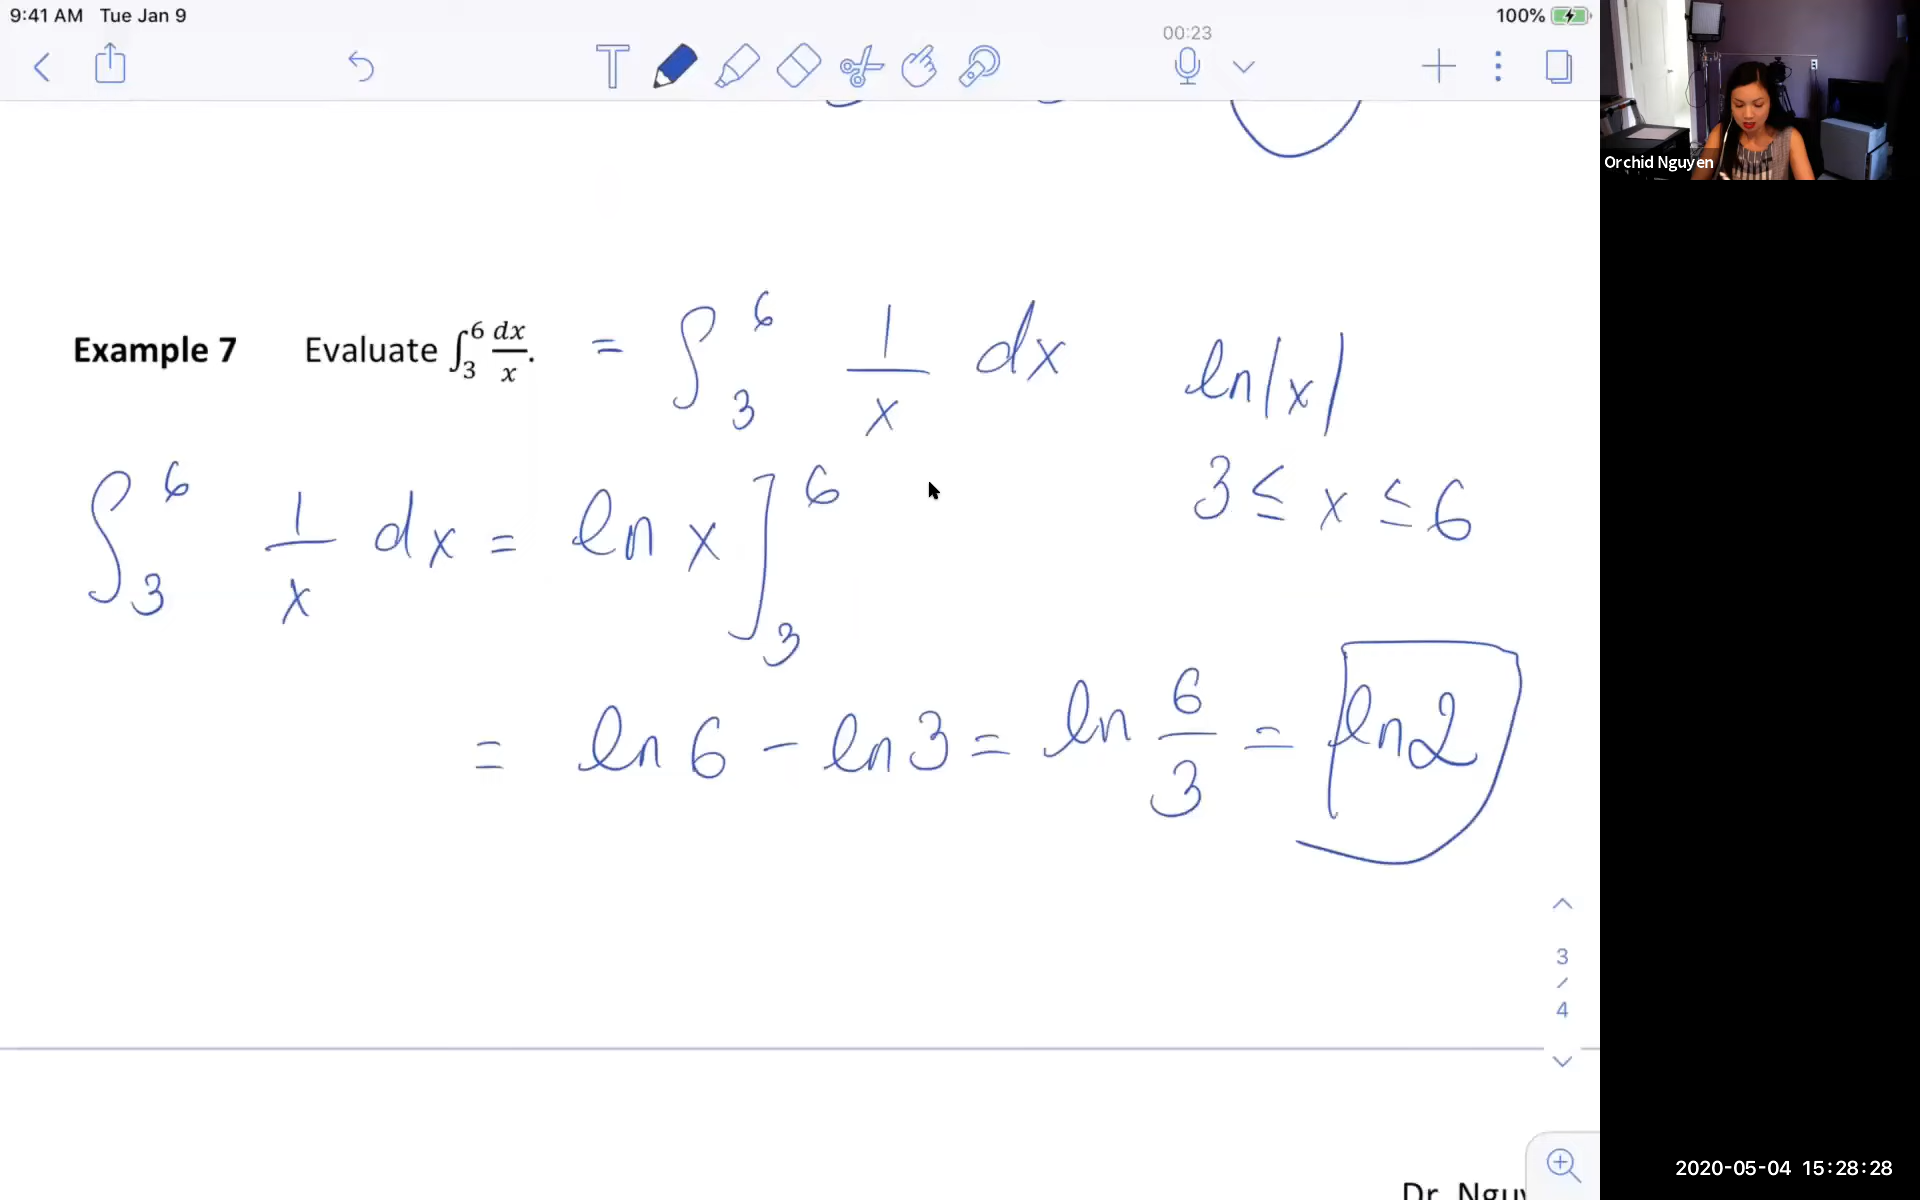 9:41 AM Tue Jan 9
100%
00:23
Orchid Nguyen
Example 7 Evaluate ∫₃⁶ dx/x. = ∫₃⁶ 1/x dx
ln|x|
3 ≤ x ≤ 6
∫₃⁶ 1/x dx = ln x]₃⁶
= ln 6 − ln 3 = ln 6/3 = ln 2
3
/
4
2020-05-04 15:28:28
Dr.